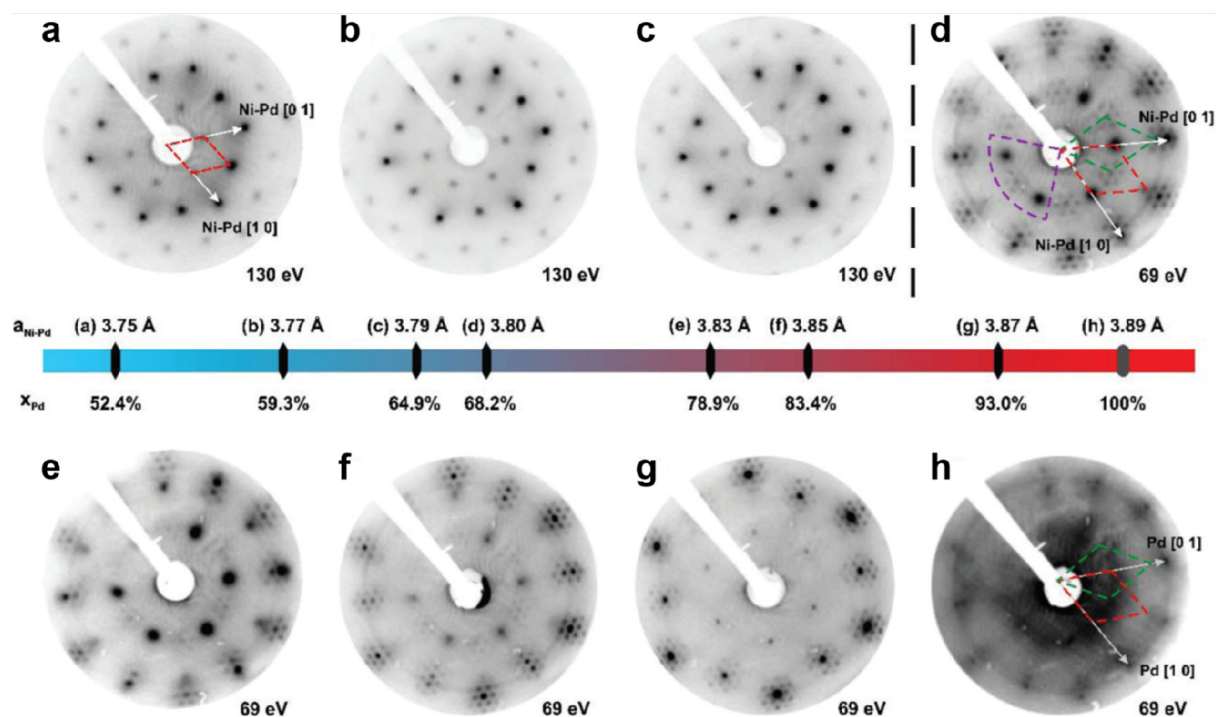 a
b
c
d
Ni-Pd [0 1]
Ni-Pd [1 0]
130 eV
130 eV
130 eV
Ni-Pd [0 1]
Ni-Pd [1 0]
69 eV
aNi-Pd (a) 3.75 Å (b) 3.77 Å (c) 3.79 Å (d) 3.80 Å (e) 3.83 Å (f) 3.85 Å (g) 3.87 Å (h) 3.89 Å
xPd 52.4% 59.3% 64.9% 68.2% 78.9% 83.4% 93.0% 100%
e
f
g
h
69 eV
69 eV
69 eV
Pd [0 1]
Pd [1 0]
69 eV